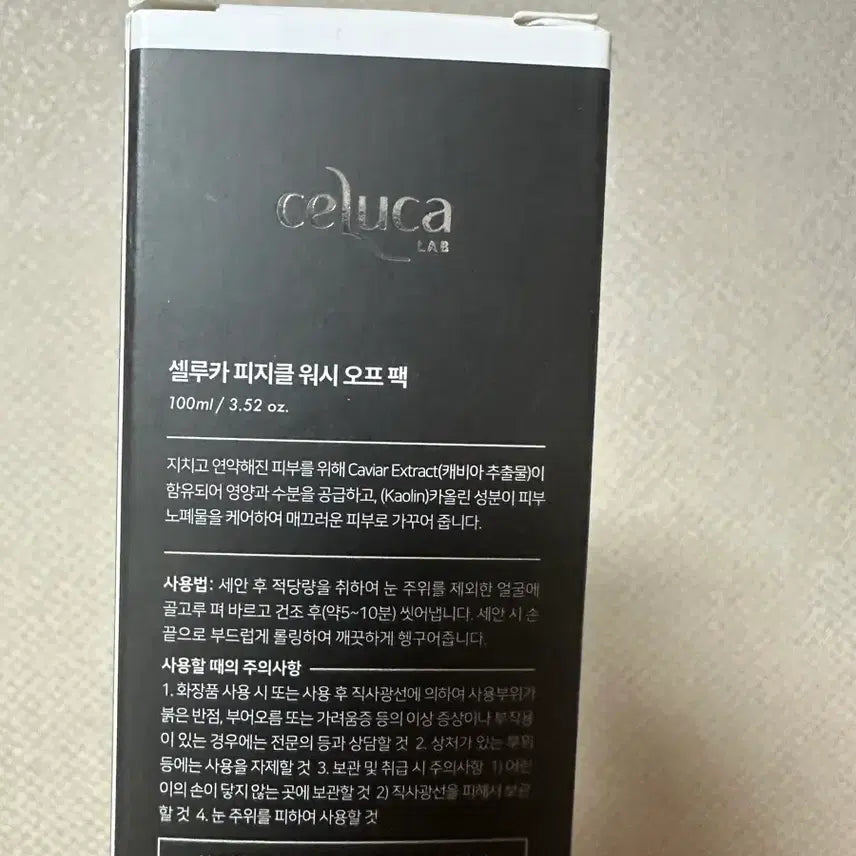 celuca
LAB
셀루카 피지클 워시 오프 팩
100ml / 3.52 oz.
지치고 연약해진 피부를 위해 Caviar Extract(캐비아 추출물)이
함유되어 영양과 수분을 공급하고, (Kaolin)카올린 성분이 피부
노폐물을 케어하여 매끄러운 피부로 가꾸어 줍니다.
사용법: 세안 후 적당량을 취하여 눈 주위를 제외한 얼굴에
골고루 펴 바르고 건조 후(약5~10분) 씻어냅니다. 세안 시 손
끝으로 부드럽게 롤링하여 깨끗하게 헹구어줍니다.
사용할 때의 주의사항
1. 화장품 사용 시 또는 사용 후 직사광선에 의하여 사용부위가
붉은 반점, 부어오름 또는 가려움증 등의 이상 증상이나 부작용
이 있는 경우에는 전문의 등과 상담할 것 2. 상처가 있는 부위
등에는 사용을 자제할 것 3. 보관 및 취급 시 주의사항 1) 어린
이의 손이 닿지 않는 곳에 보관할 것 2) 직사광선을 피해서 보관
할 것 4. 눈 주위를 피하여 사용할 것